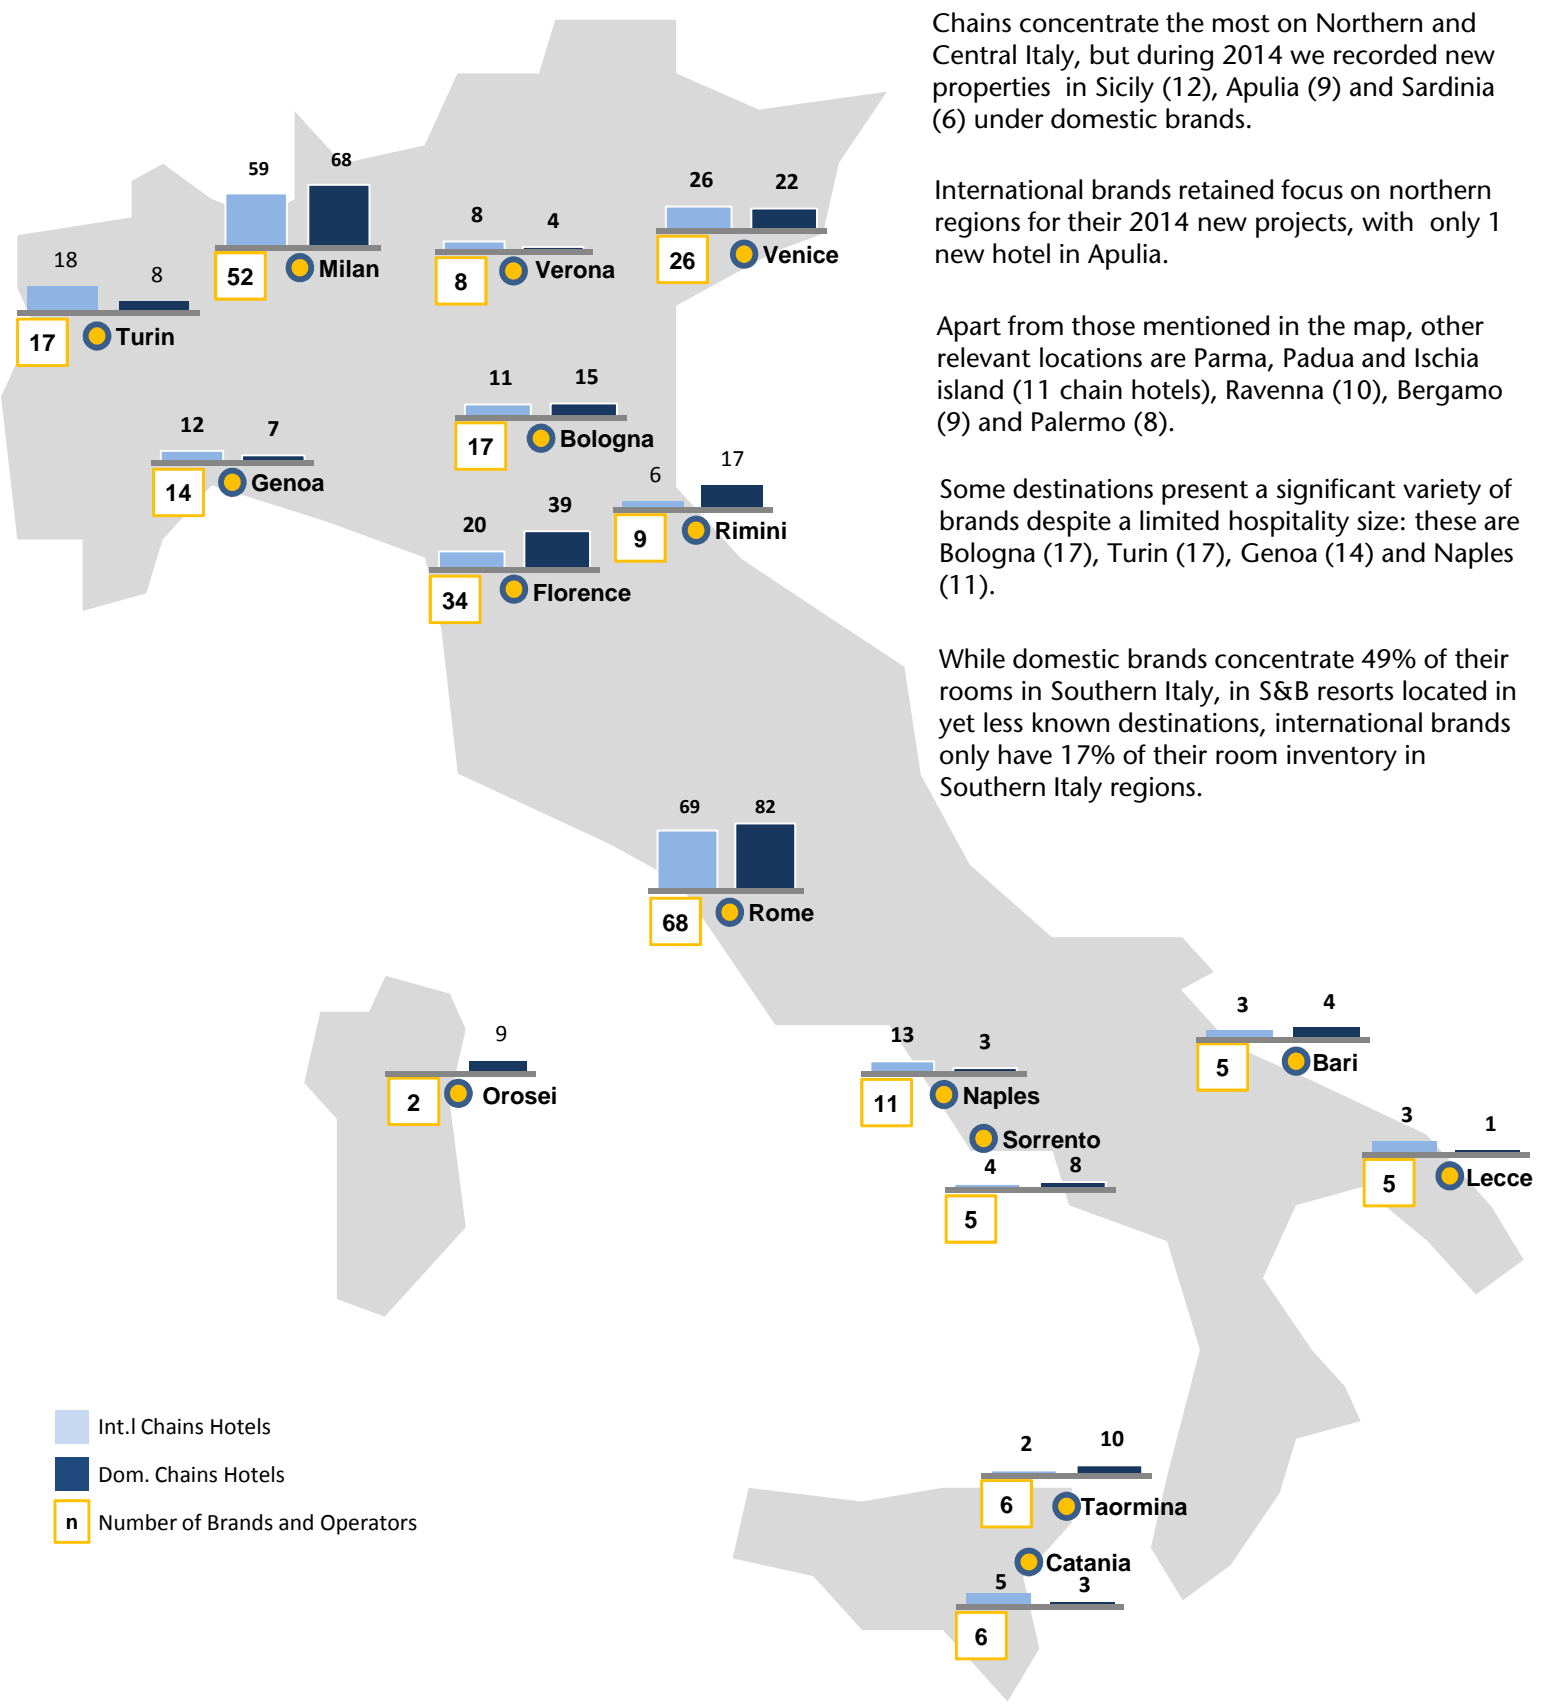 Chains concentrate the most on Northern and
Central Italy, but during 2014 we recorded new
properties in Sicily (12), Apulia (9) and Sardinia
(6) under domestic brands.
International brands retained focus on northern
regions for their 2014 new projects, with only 1
new hotel in Apulia.
Apart from those mentioned in the map, other
relevant locations are Parma, Padua and Ischia
island (11 chain hotels), Ravenna (10), Bergamo
(9) and Palermo (8).
Some destinations present a significant variety of
brands despite a limited hospitality size: these are
Bologna (17), Turin (17), Genoa (14) and Naples
(11).
While domestic brands concentrate 49% of their
rooms in Southern Italy, in S&B resorts located in
yet less known destinations, international brands
only have 17% of their room inventory in
Southern Italy regions.
59 68
52 Milan
8 4
8 Verona
26 22
26 Venice
18 8
17 Turin
11 15
17 Bologna
12 7
14 Genoa
6 17
9 Rimini
20 39
34 Florence
69 82
68 Rome
9
2 Orosei
13 3
11 Naples
Sorrento
4 8
5
3 4
5 Bari
3 1
5 Lecce
2 10
6 Taormina
Catania
5 3
6
Int.l Chains Hotels
Dom. Chains Hotels
n Number of Brands and Operators